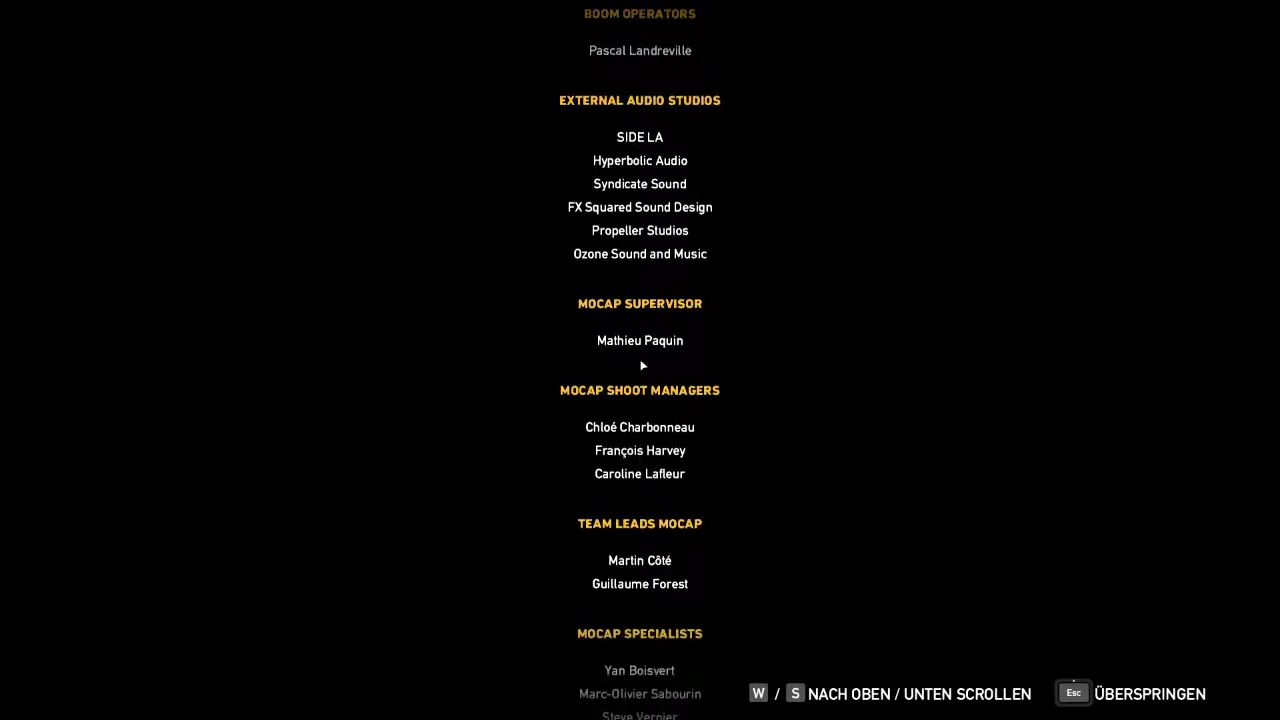 BOOM OPERATORS
Pascal Landreville
EXTERNAL AUDIO STUDIOS
SIDE LA
Hyperbolic Audio
Syndicate Sound
FX Squared Sound Design
Propeller Studios
Ozone Sound and Music
MOCAP SUPERVISOR
Mathieu Paquin
MOCAP SHOOT MANAGERS
Chloé Charbonneau
François Harvey
Caroline Lafleur
TEAM LEADS MOCAP
Martin Côté
Guillaume Forest
MOCAP SPECIALISTS
Yan Boisvert
Marc-Olivier Sabourin
Steve Vernier
W / S NACH OBEN / UNTEN SCROLLEN Esc ÜBERSPRINGEN